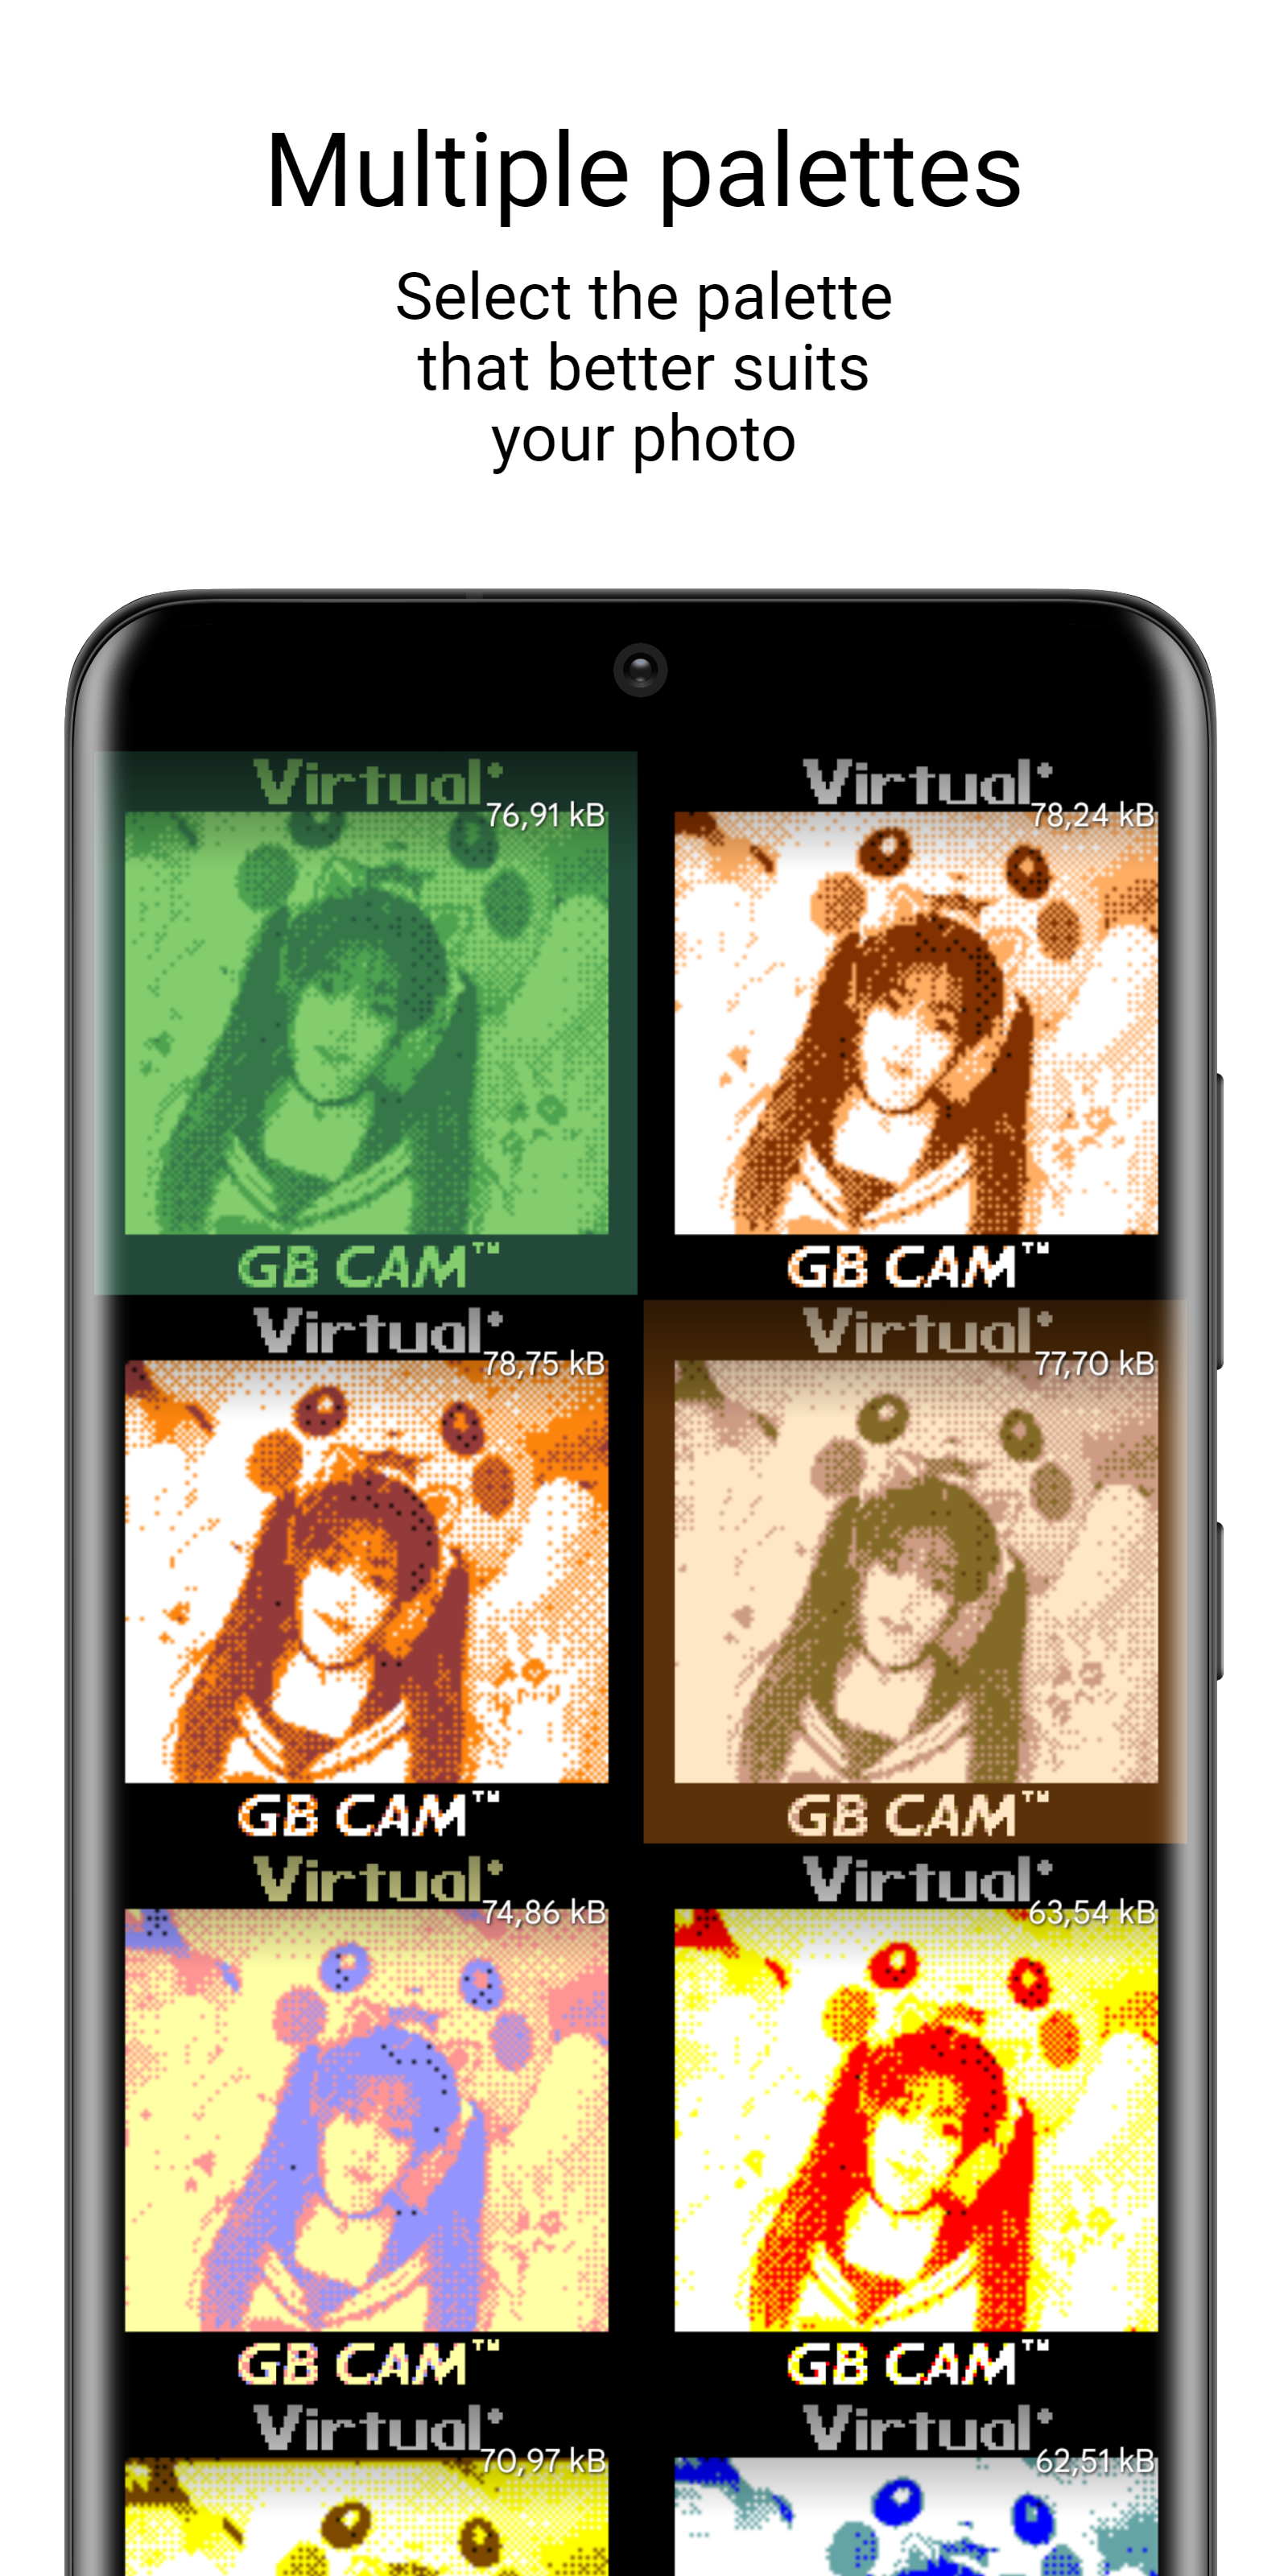 Multiple palettes
Select the palette
that better suits
your photo
Virtual
76,91 kB
GB CAM™
Virtual
78,24 kB
GB CAM™
Virtual
78,75 kB
GB CAM™
Virtual
77,70 kB
GB CAM™
Virtual
74,86 kB
GB CAM™
Virtual
63,54 kB
GB CAM™
Virtual
70,97 kB
Virtual
62,51 kB